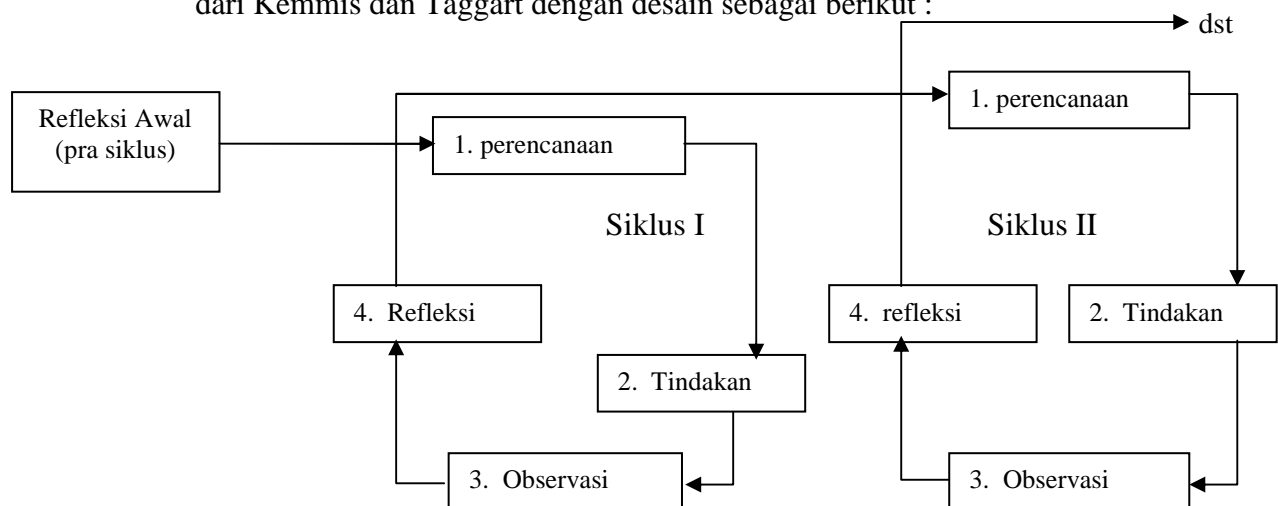 dari Kemmis dan Taggart dengan desain sebagai berikut :
dst
Refleksi Awal
(pra siklus)
1. perencanaan
Siklus I
2. Tindakan
3. Observasi
4. Refleksi
1. perencanaan
Siklus II
2. Tindakan
3. Observasi
4. refleksi